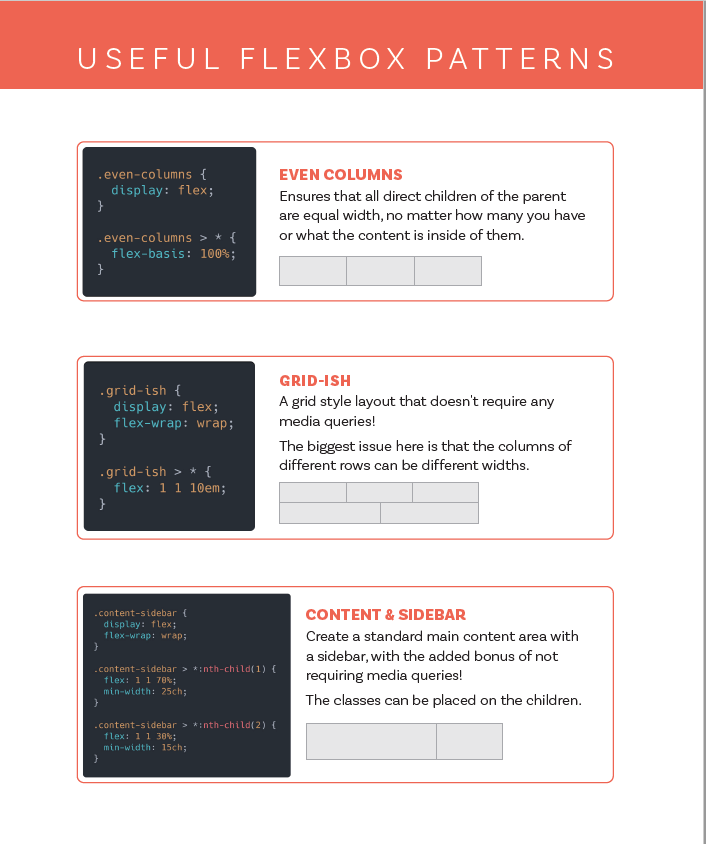 USEFUL FLEXBOX PATTERNS
.even-columns {
  display: flex;
}
.even-columns > * {
  flex-basis: 100%;
}
EVEN COLUMNS
Ensures that all direct children of the parent
are equal width, no matter how many you have
or what the content is inside of them.
.grid-ish {
  display: flex;
  flex-wrap: wrap;
}
.grid-ish > * {
  flex: 1 1 10em;
}
GRID-ISH
A grid style layout that doesn't require any
media queries!
The biggest issue here is that the columns of
different rows can be different widths.
.content-sidebar {
  display: flex;
  flex-wrap: wrap;
}
.content-sidebar > *:nth-child(1) {
  flex: 1 1 70%;
  min-width: 25ch;
}
.content-sidebar > *:nth-child(2) {
  flex: 1 1 30%;
  min-width: 15ch;
}
CONTENT & SIDEBAR
Create a standard main content area with
a sidebar, with the added bonus of not
requiring media queries!
The classes can be placed on the children.